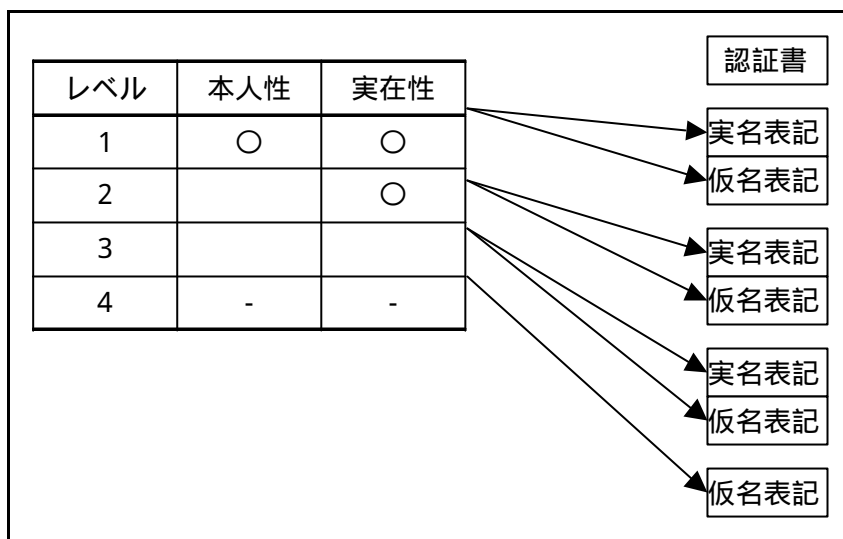 認証書
レベル 本人性 実在性
1 〇 〇
2 〇
3
4 - -
実名表記
仮名表記
実名表記
仮名表記
実名表記
仮名表記
仮名表記